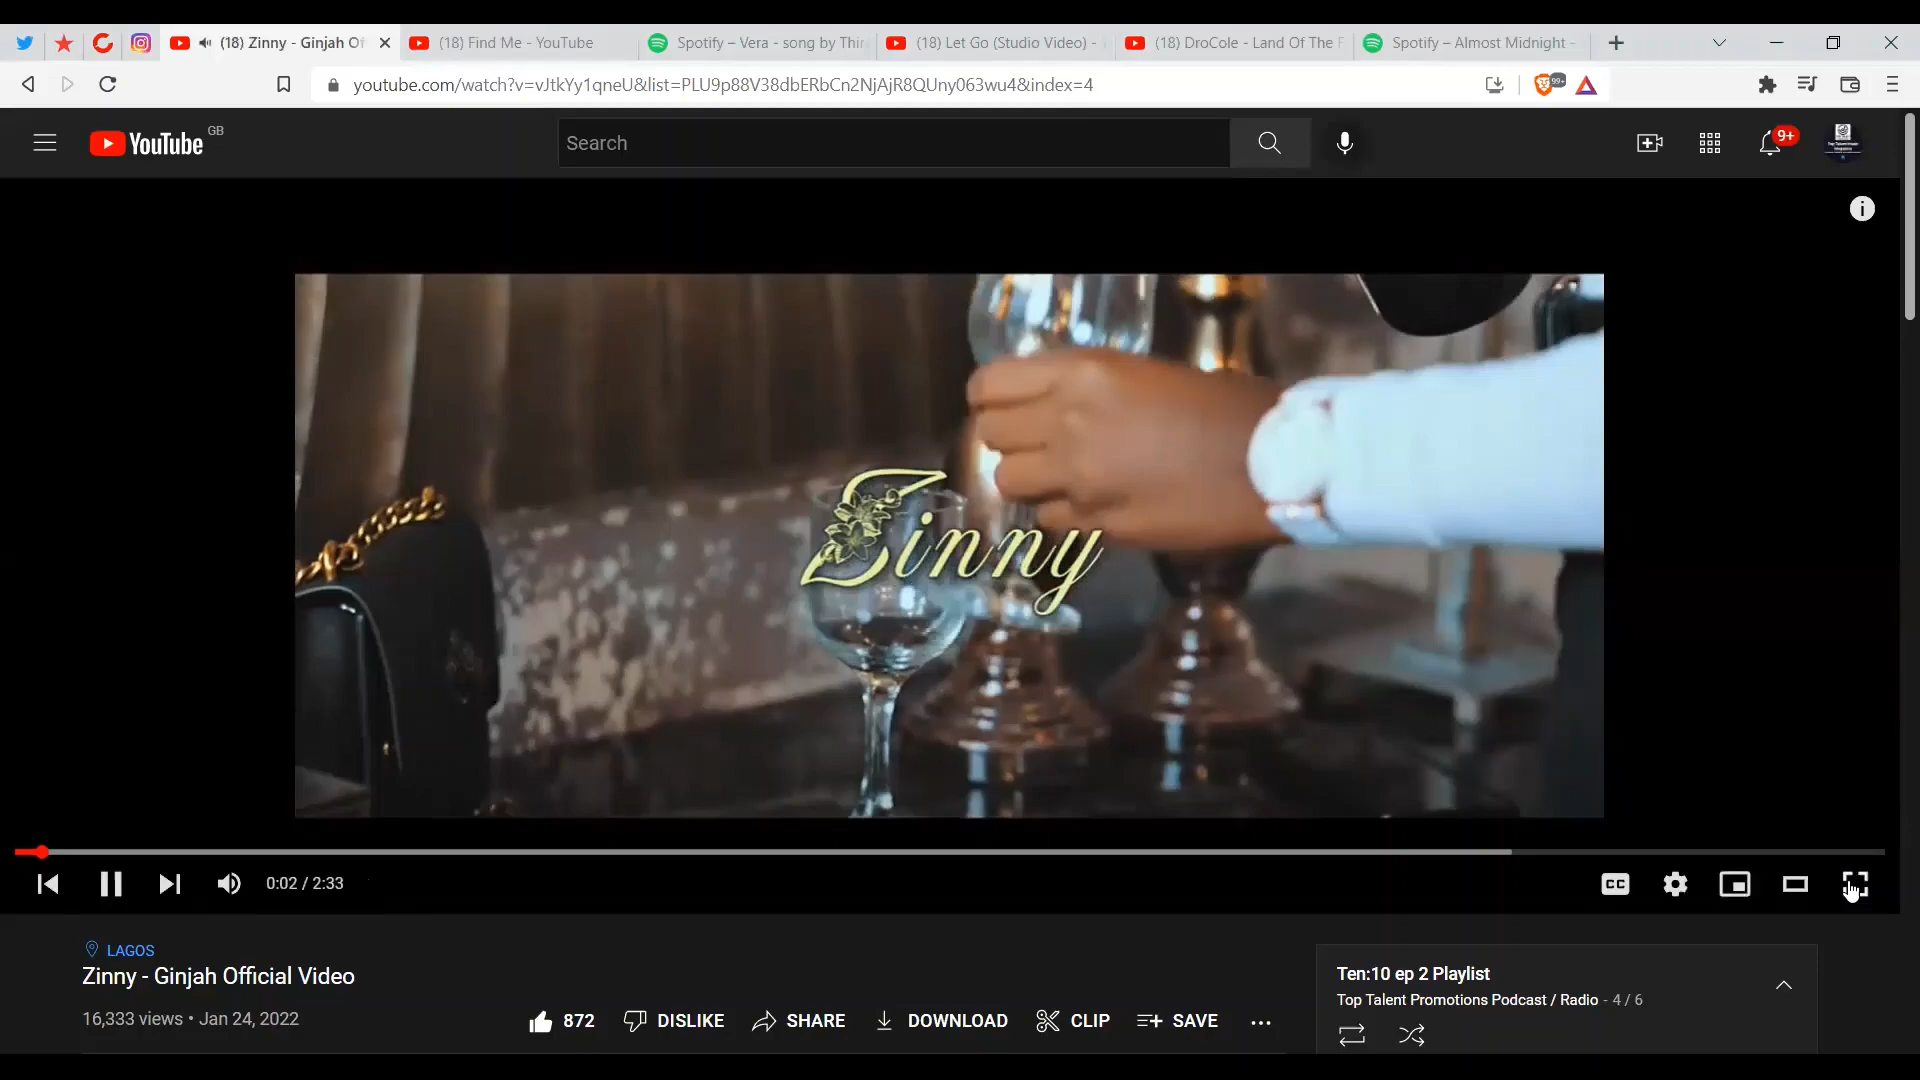 (18) Zinny - Ginjah Of
(18) Find Me - YouTube
Spotify – Vera - song by Thir
(18) Let Go (Studio Video) -
(18) DroCole - Land Of The F
Spotify – Almost Midnight -
youtube.com/watch?v=vJtkYy1qneU&list=PLU9p88V38dbERbCn2NjAjR8QUny063wu4&index=4
99+
YouTube GB
Search
9+
Zinny
0:02 / 2:33
CC
LAGOS
Zinny - Ginjah Official Video
16,333 views • Jan 24, 2022
872
DISLIKE
SHARE
DOWNLOAD
CLIP
SAVE
Ten:10 ep 2 Playlist
Top Talent Promotions Podcast / Radio - 4 / 6